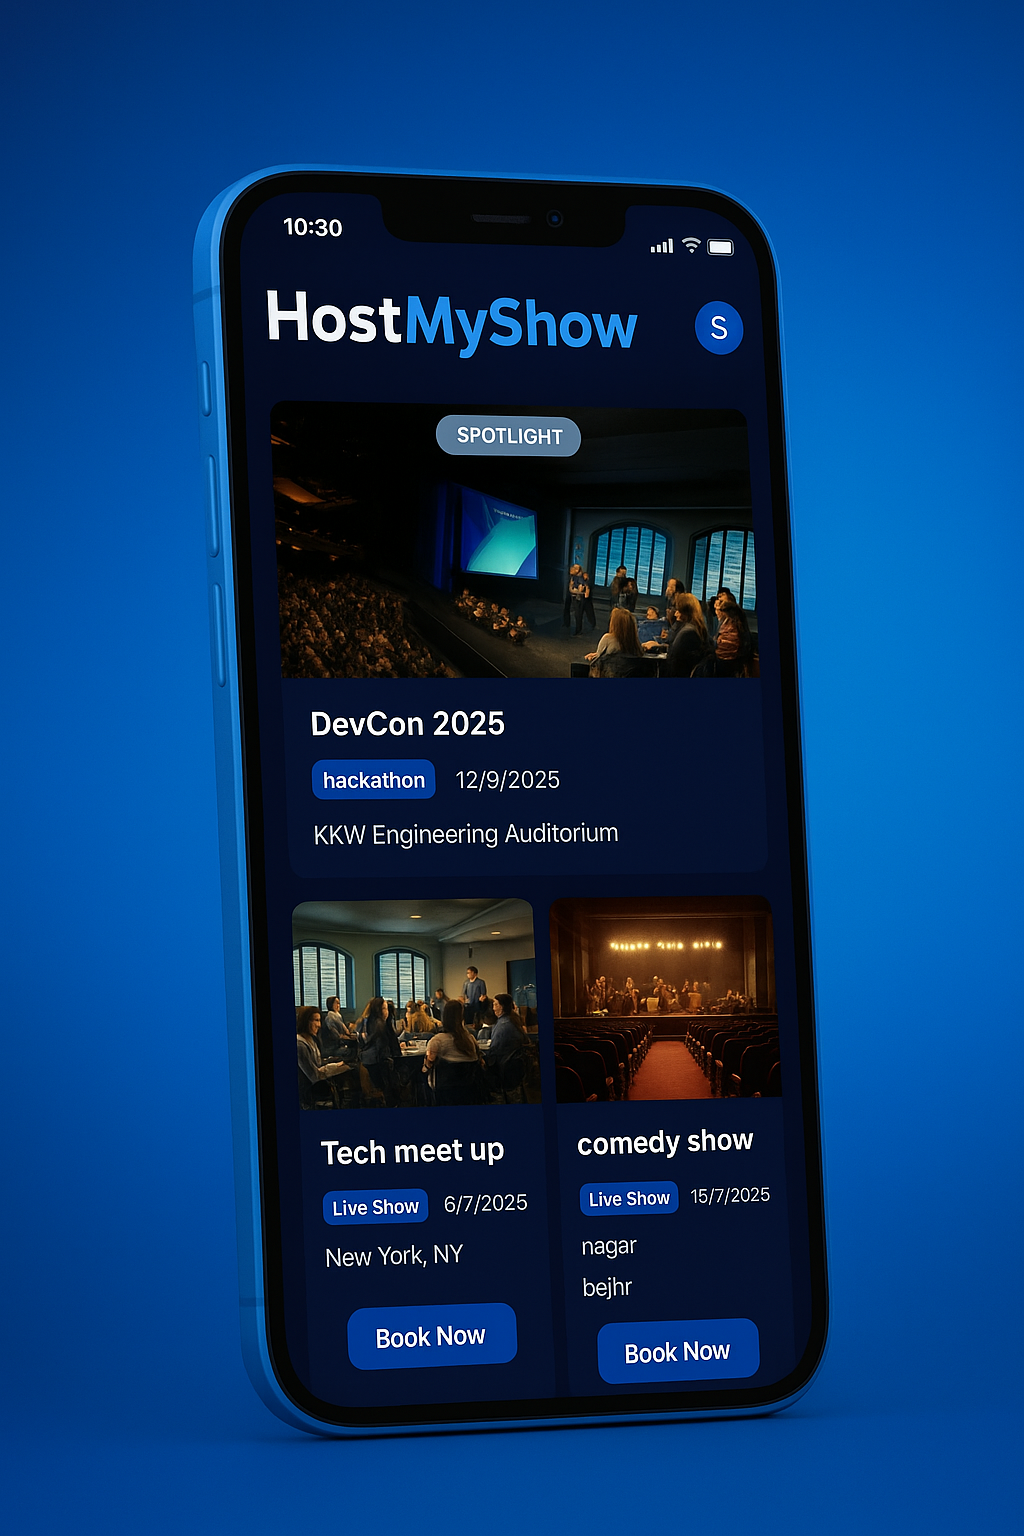 10:30
HostMyShow
S
SPOTLIGHT
DevCon 2025
hackathon 12/9/2025
KKW Engineering Auditorium
Tech meet up
Live Show 6/7/2025
New York, NY
Book Now
comedy show
Live Show 15/7/2025
nagar
bejhr
Book Now